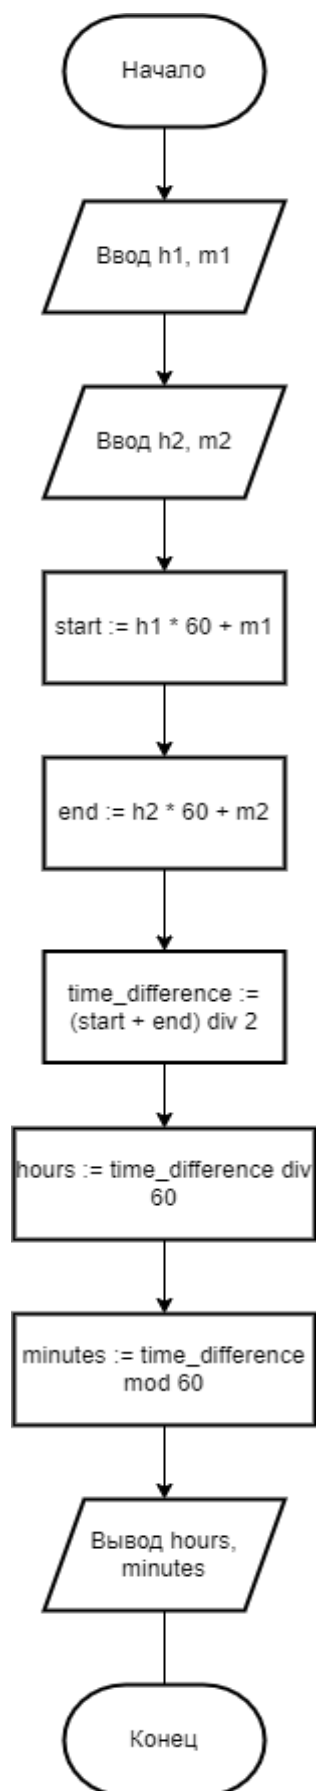 Начало
Ввод h1, m1
Ввод h2, m2
start := h1 * 60 + m1
end := h2 * 60 + m2
time_difference :=
(start + end) div 2
hours := time_difference div
60
minutes := time_difference
mod 60
Вывод hours,
minutes
Конец